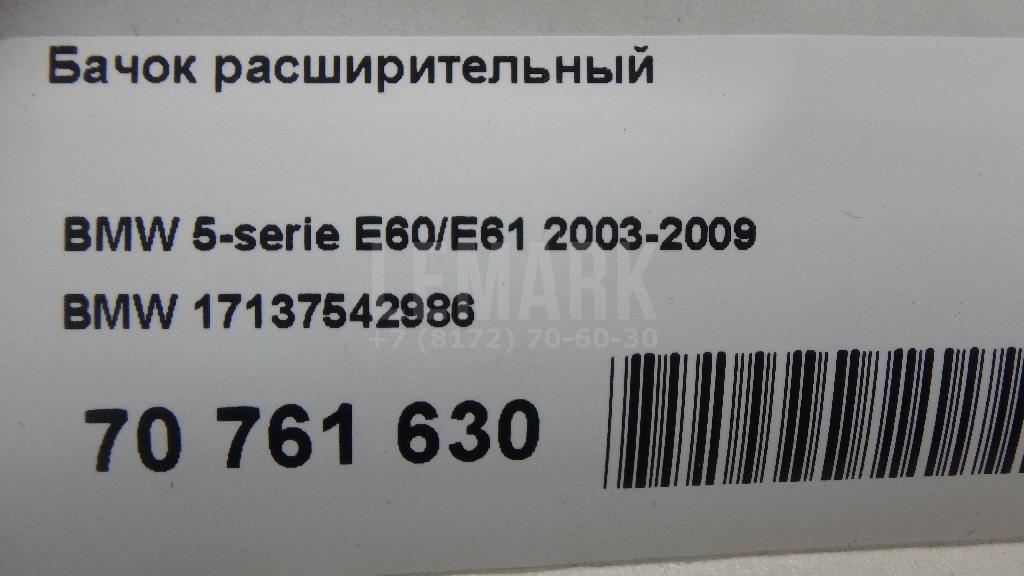 Бачок расширительный
BMW 5-serie E60/E61 2003-2009
LEMARK
BMW 17137542986
+7 (8172) 70-60-30
70 761 630